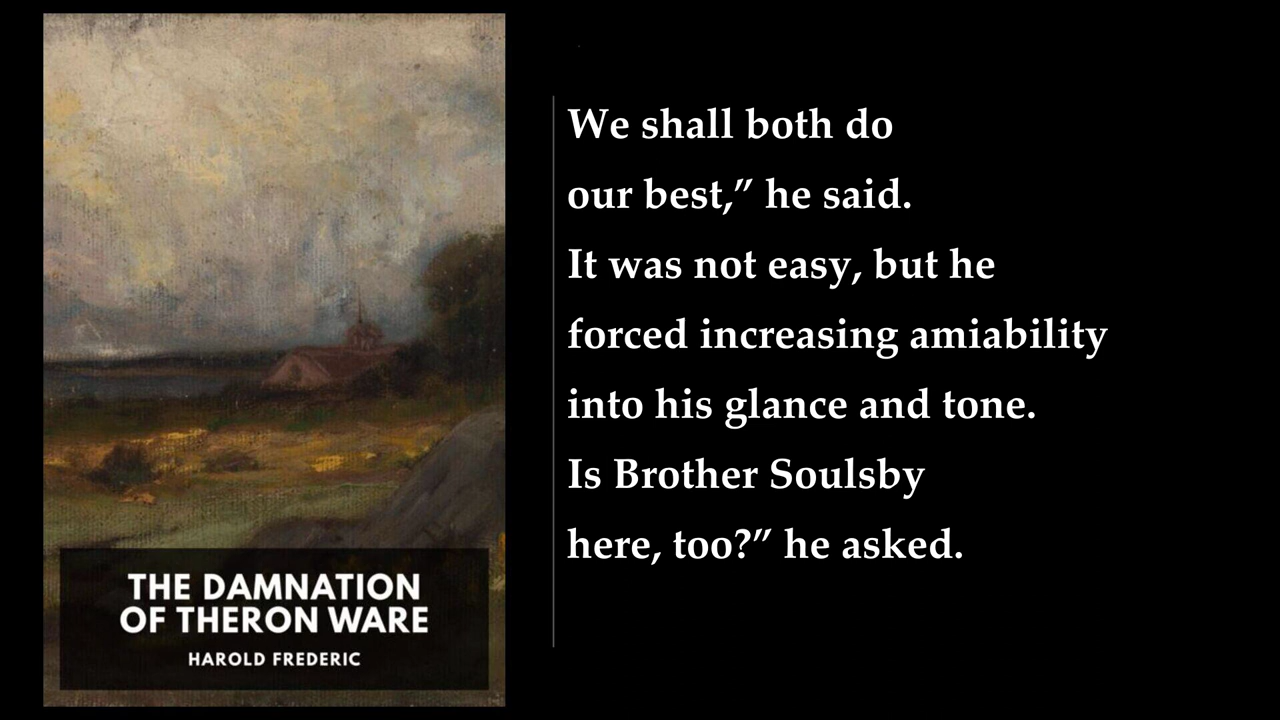 THE DAMNATION
OF THERON WARE
HAROLD FREDERIC
We shall both do
our best,” he said.
It was not easy, but he
forced increasing amiability
into his glance and tone.
Is Brother Soulsby
here, too?” he asked.